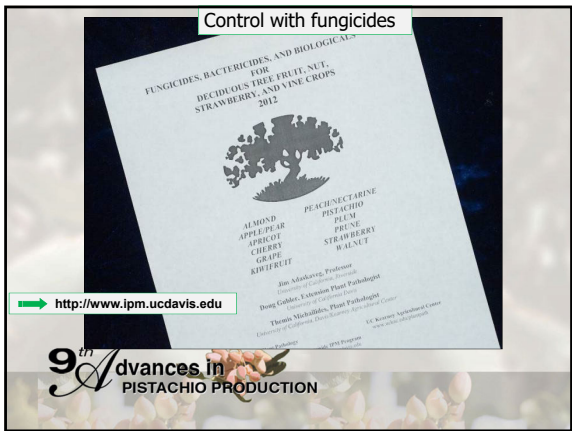 Control with fungicides
FUNGICIDES, BACTERICIDES, AND BIOLOGICALS
FOR
DECIDUOUS TREE FRUIT, NUT,
STRAWBERRY, AND VINE CROPS
2012
ALMOND
APPLE/PEAR
APRICOT
CHERRY
GRAPE
KIWIFRUIT
PEACH/NECTARINE
PISTACHIO
PLUM
PRUNE
STRAWBERRY
WALNUT
Jim Adaskaveg, Professor
University of California, Riverside
Doug Gubler, Extension Plant Pathologist
University of California, Davis
Themis Michailides, Plant Pathologist
University of California, Davis/Kearney Agricultural Center
UC Kearney Agricultural Center
http://www.ipm.ucdavis.edu
9th Advances in
PISTACHIO PRODUCTION